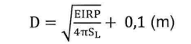 D = √(EIRP / 4πS_L) + 0,1 (m)